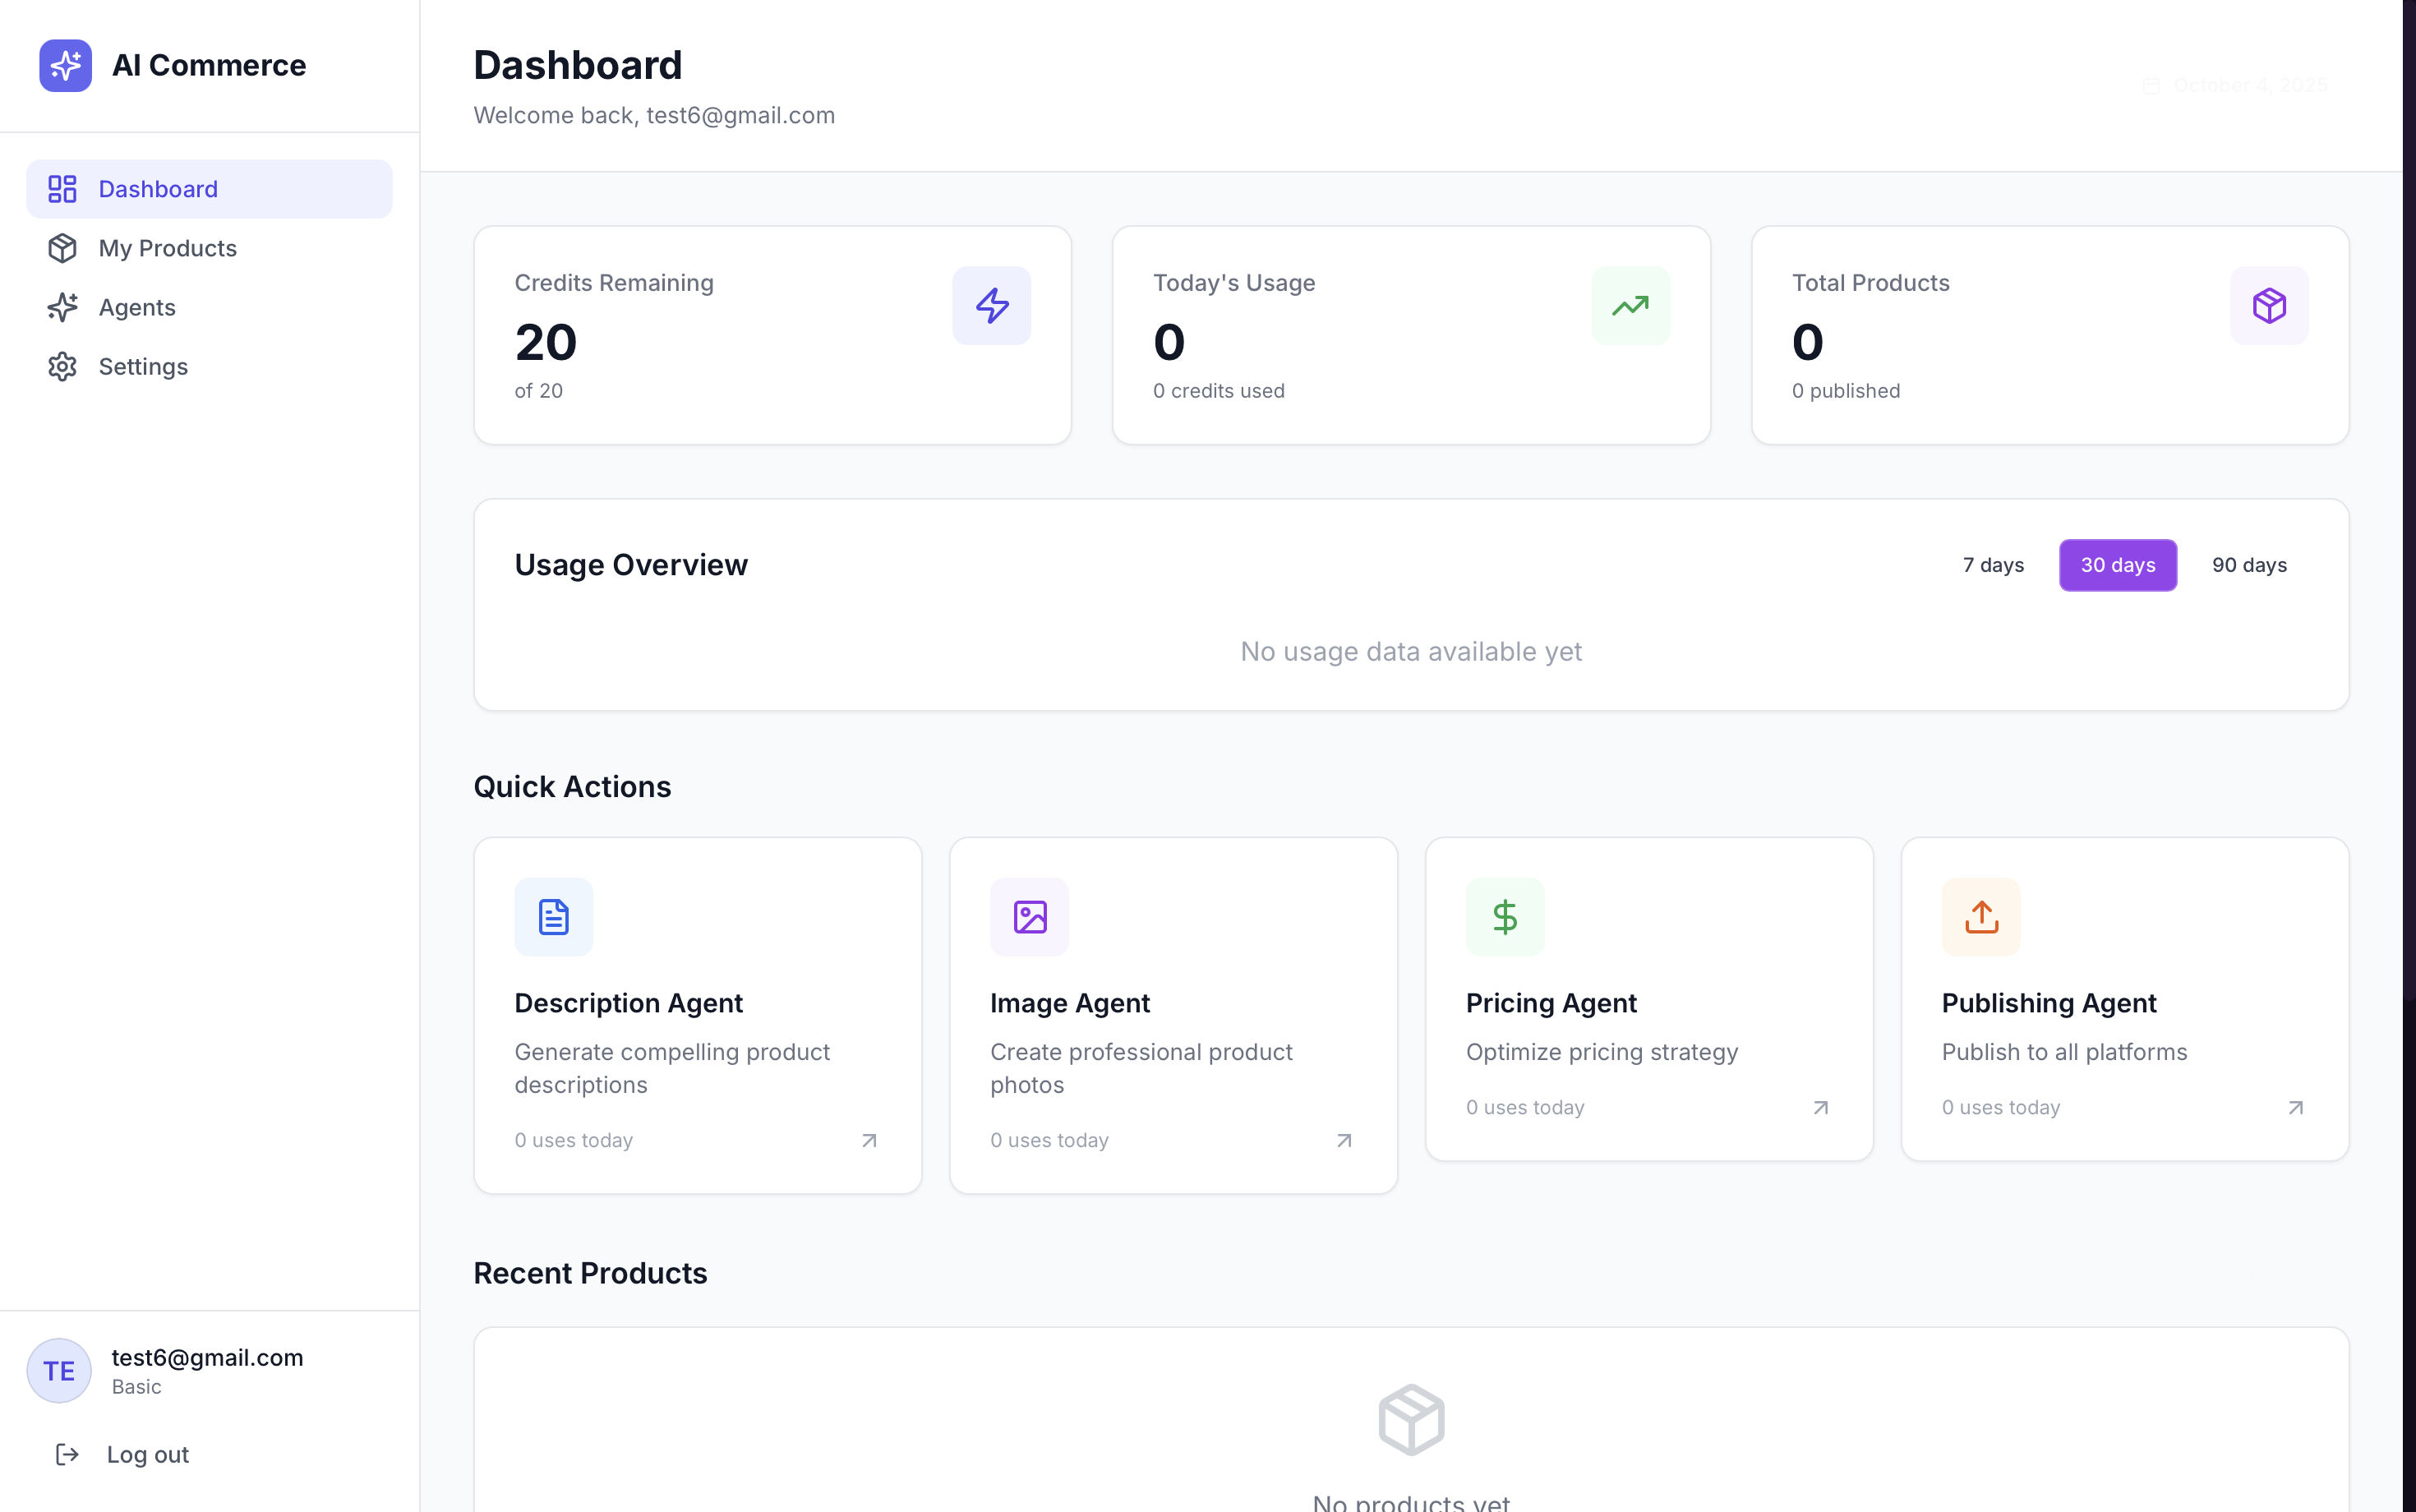 AI Commerce
Dashboard
My Products
Agents
Settings
test6@gmail.com
TE
Basic
Log out
Dashboard
Welcome back, test6@gmail.com
October 4, 2025
Credits Remaining
20
of 20
Today's Usage
0
0 credits used
Total Products
0
0 published
Usage Overview
7 days
30 days
90 days
No usage data available yet
Quick Actions
Description Agent
Generate compelling product
descriptions
0 uses today
Image Agent
Create professional product
photos
0 uses today
Pricing Agent
Optimize pricing strategy
0 uses today
Publishing Agent
Publish to all platforms
0 uses today
Recent Products
No products yet